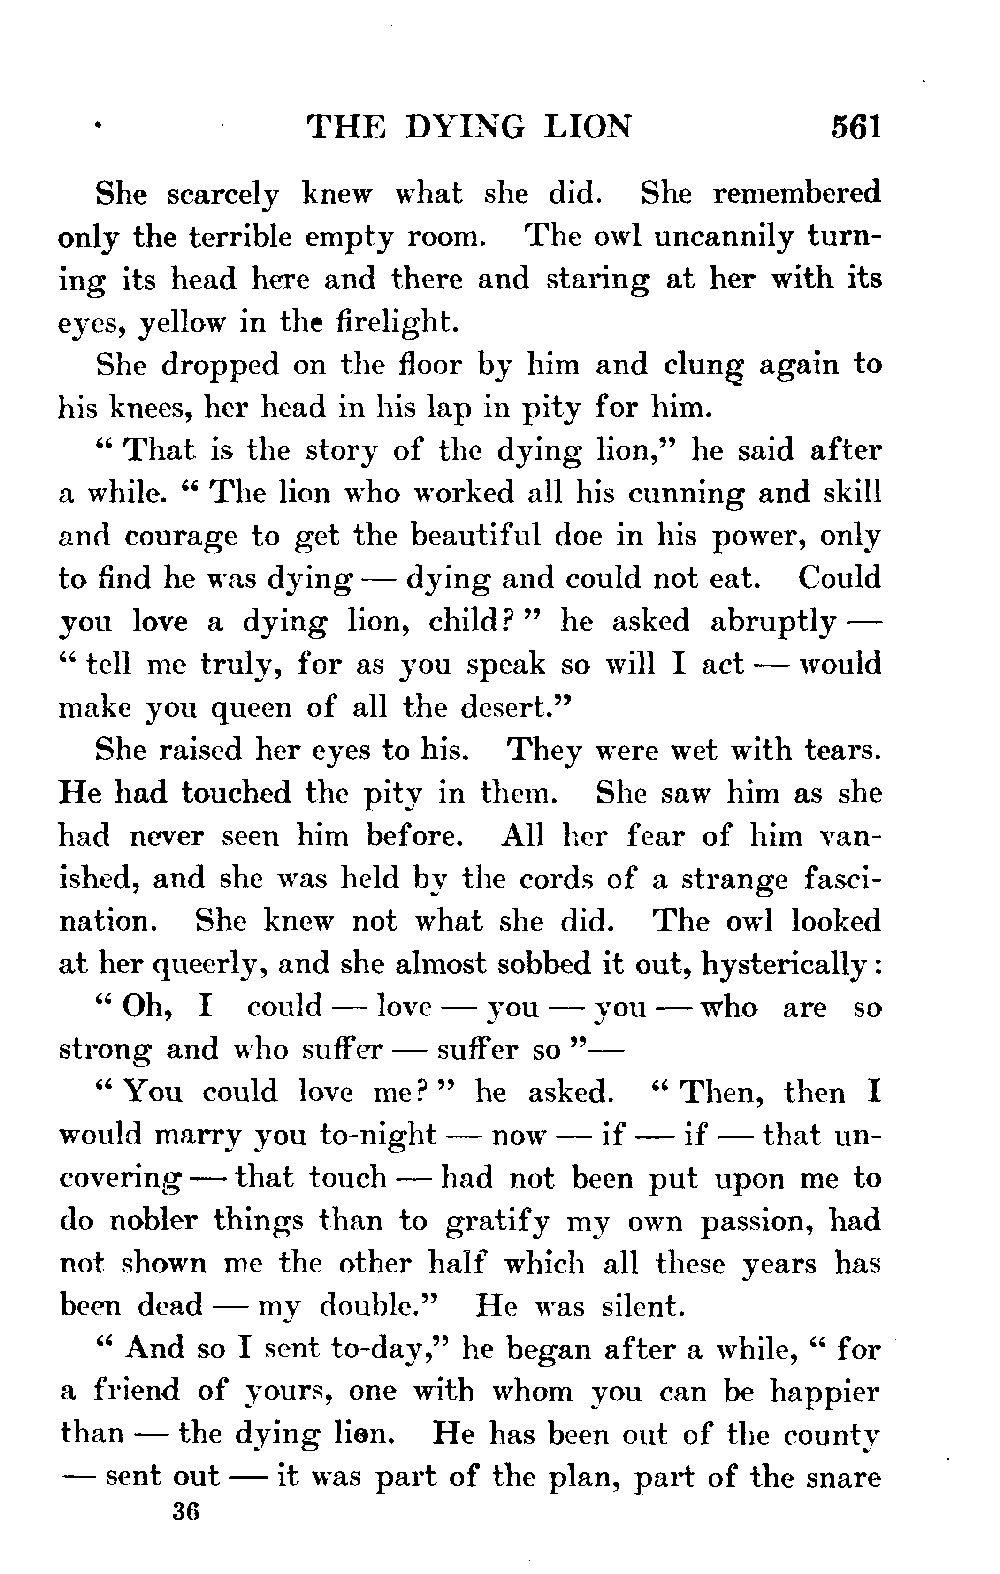 THE DYING LION 561
She scarcely knew what she did. She remembered
only the terrible empty room. The owl uncannily turn-
ing its head here and there and staring at her with its
eyes, yellow in the firelight.
She dropped on the floor by him and clung again to
his knees, her head in his lap in pity for him.
“ That is the story of the dying lion,” he said after
a while. “ The lion who worked all his cunning and skill
and courage to get the beautiful doe in his power, only
to find he was dying — dying and could not eat. Could
you love a dying lion, child? ” he asked abruptly —
“ tell me truly, for as you speak so will I act — would
make you queen of all the desert.”
She raised her eyes to his. They were wet with tears.
He had touched the pity in them. She saw him as she
had never seen him before. All her fear of him van-
ished, and she was held by the cords of a strange fasci-
nation. She knew not what she did. The owl looked
at her queerly, and she almost sobbed it out, hysterically :
“ Oh, I could — love — you — you — who are so
strong and who suffer — suffer so ”—
“ You could love me? ” he asked. “ Then, then I
would marry you to-night — now — if — if — that un-
covering — that touch — had not been put upon me to
do nobler things than to gratify my own passion, had
not shown me the other half which all these years has
been dead — my double.” He was silent.
“ And so I sent to-day,” he began after a while, “ for
a friend of yours, one with whom you can be happier
than — the dying lion. He has been out of the county
— sent out — it was part of the plan, part of the snare
36